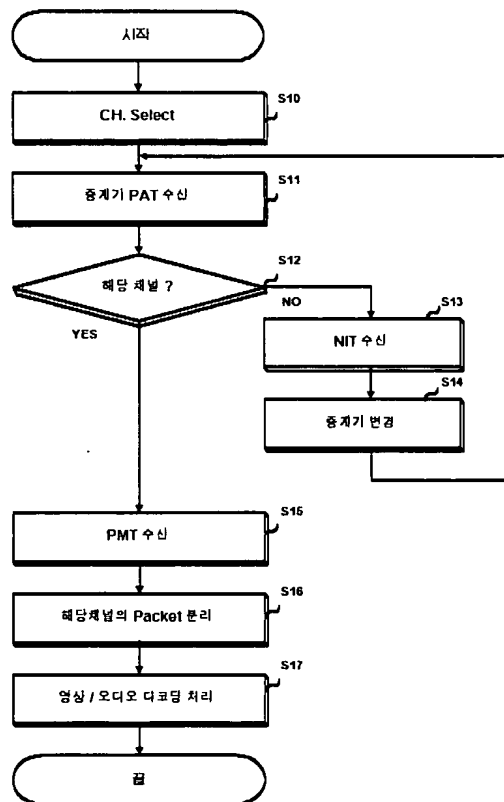 시작
S10
CH. Select
S11
중계기 PAT 수신
S12
해당 채널 ?
NO
YES
S13
NIT 수신
S14
중계기 변경
S15
PMT 수신
S16
해당채널의 Packet 분리
S17
영상 / 오디오 디코딩 처리
끝